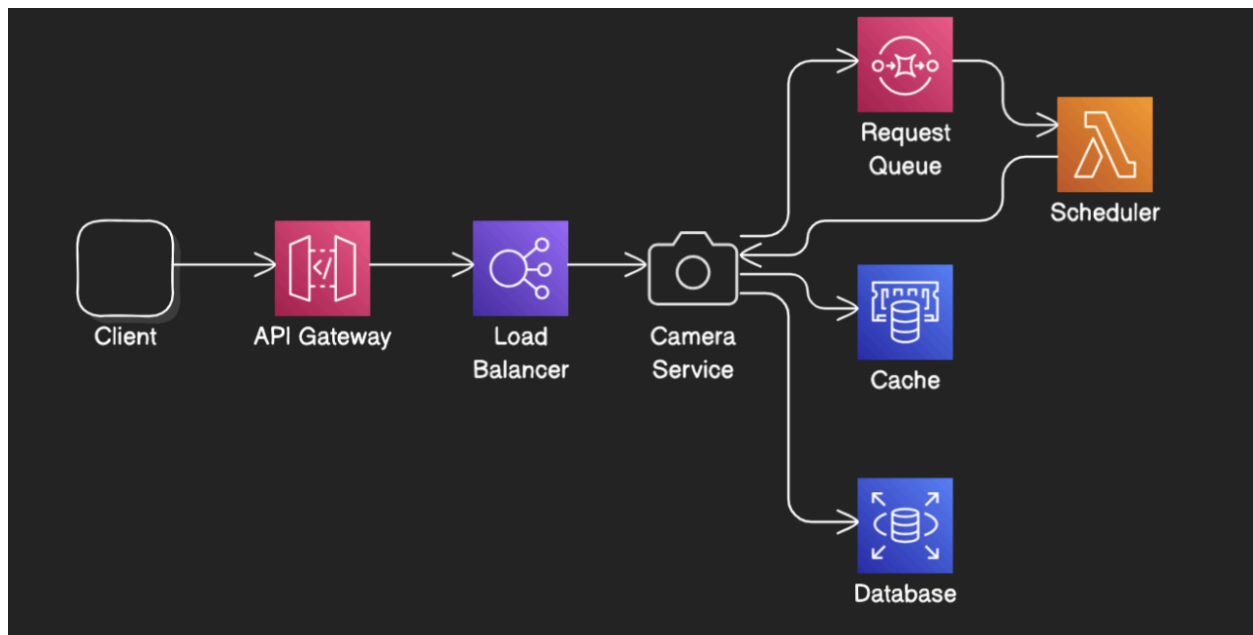 Client
API Gateway
</>
Load
Balancer
Camera
Service
Request
Queue
Scheduler
Cache
Database